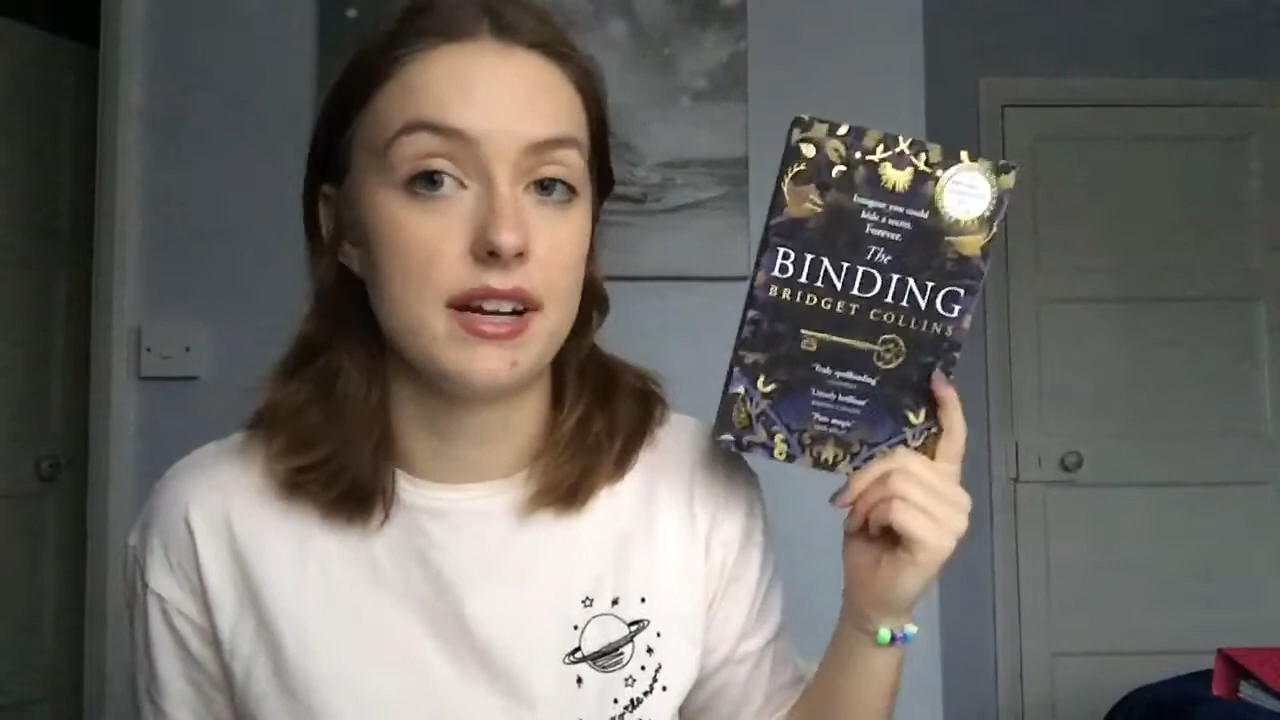 Imagine you could
hide a secret.
Forever.
The
BINDING
BRIDGET COLLINS
'Truly spellbinding'
'Utterly brilliant'
'Pure magic'